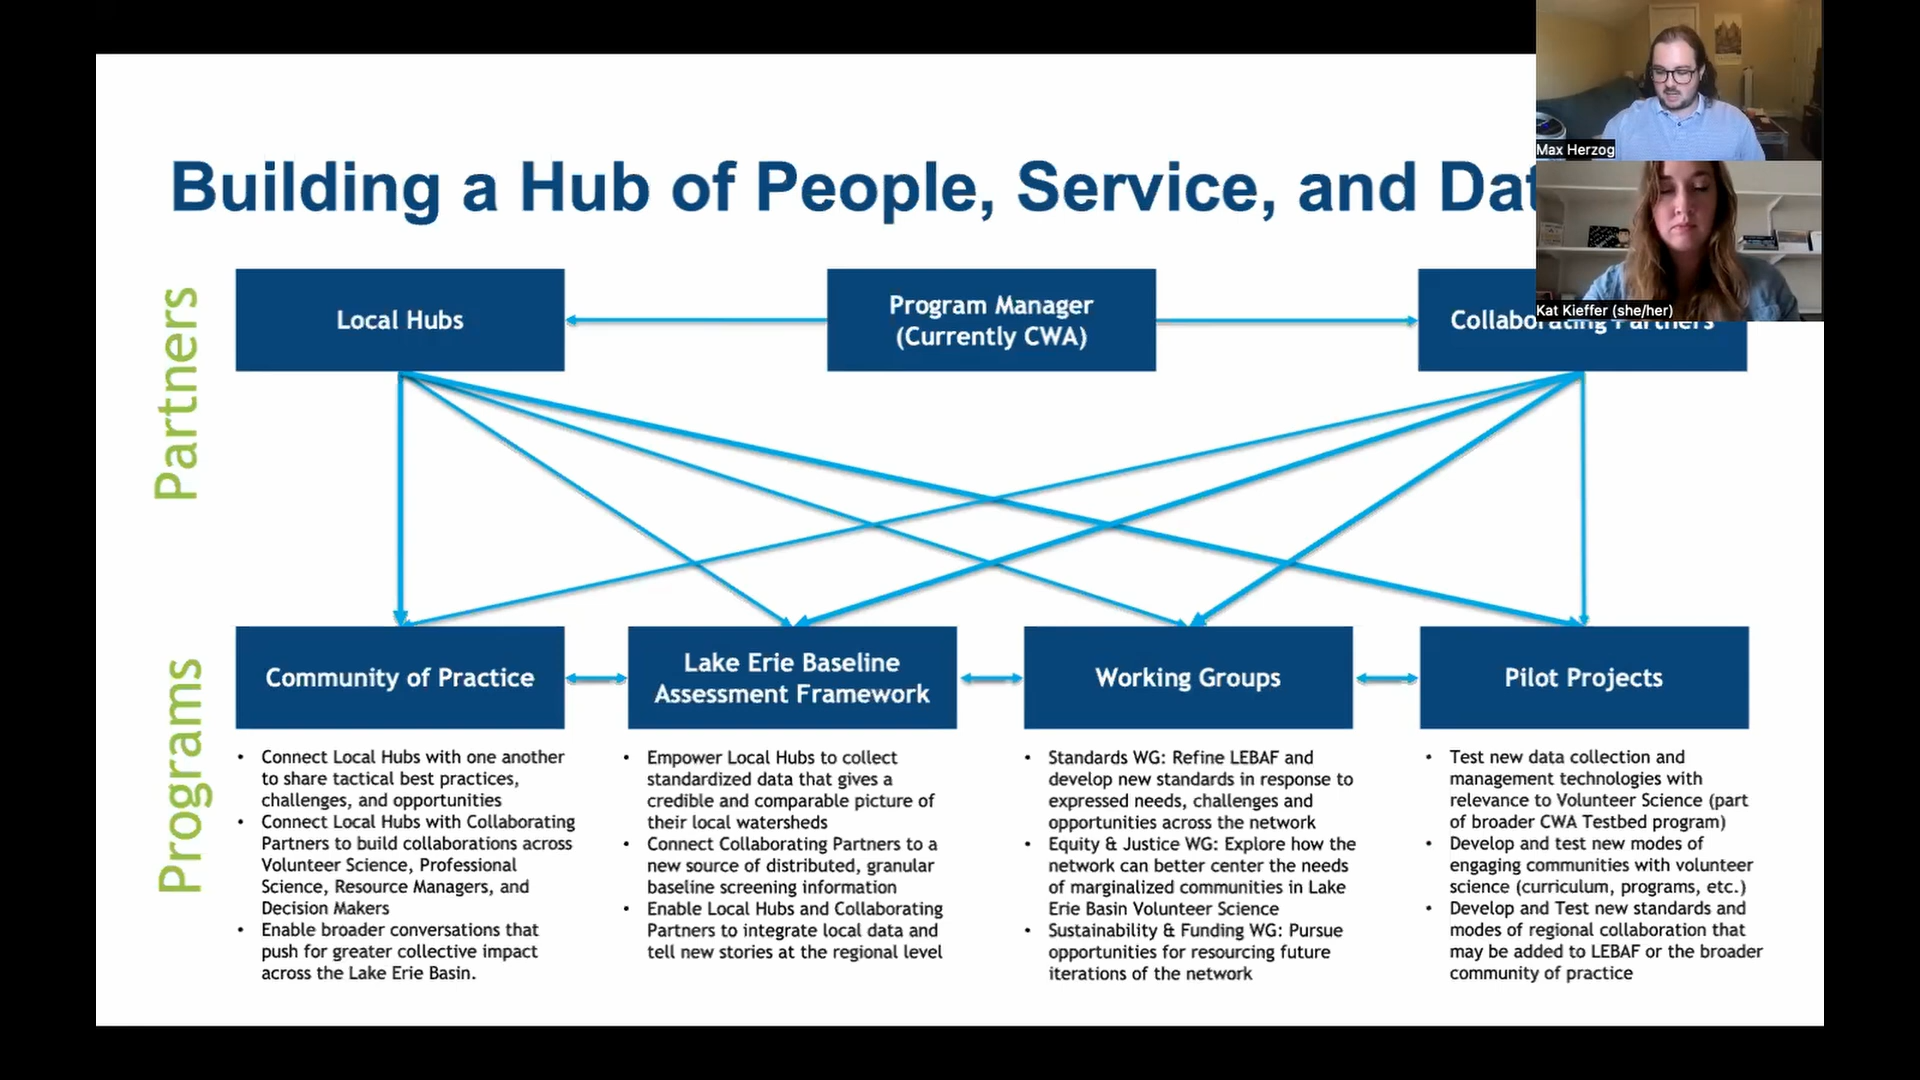 Max Herzog
Kat Kieffer (she/her)
Building a Hub of People, Service, and
Partners
Local Hubs
Program Manager
(Currently CWA)
Collaborating Partners
Programs
Community of Practice
• Connect Local Hubs with one another
to share tactical best practices,
challenges, and opportunities
• Connect Local Hubs with Collaborating
Partners to build collaborations across
Volunteer Science, Professional
Science, Resource Managers, and
Decision Makers
• Enable broader conversations that
push for greater collective impact
across the Lake Erie Basin.
Lake Erie Baseline
Assessment Framework
• Empower Local Hubs to collect
standardized data that gives a
credible and comparable picture of
their local watersheds
• Connect Collaborating Partners to a
new source of distributed, granular
baseline screening information
• Enable Local Hubs and Collaborating
Partners to integrate local data and
tell new stories at the regional level
Working Groups
• Standards WG: Refine LEBAF and
develop new standards in response to
expressed needs, challenges and
opportunities across the network
• Equity & Justice WG: Explore how the
network can better center the needs
of marginalized communities in Lake
Erie Basin Volunteer Science
• Sustainability & Funding WG: Pursue
opportunities for resourcing future
iterations of the network
Pilot Projects
• Test new data collection and
management technologies with
relevance to Volunteer Science (part
of broader CWA Testbed program)
• Develop and test new modes of
engaging communities with volunteer
science (curriculum, programs, etc.)
• Develop and Test new standards and
modes of regional collaboration that
may be added to LEBAF or the broader
community of practice